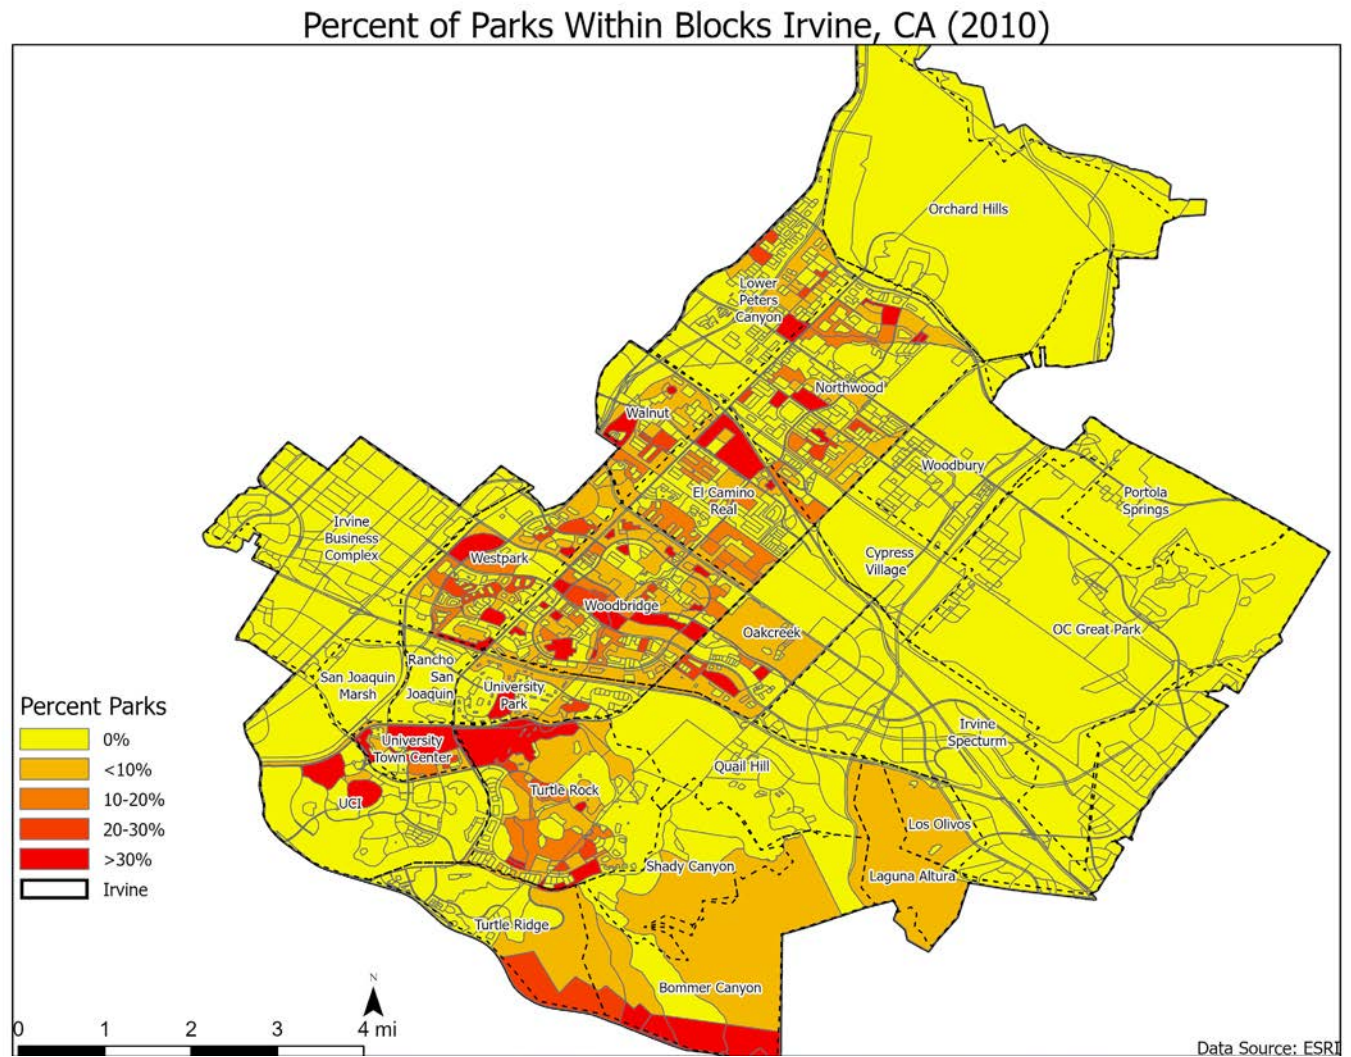 Percent of Parks Within Blocks Irvine, CA (2010)
Orchard Hills
Lower
Peters
Canyon
Northwood
Walnut
Woodbury
El Camino
Real
Portola
Springs
Irvine
Business
Complex
Westpark
Cypress
Village
Woodbridge
Oakcreek
OC Great Park
Rancho
San
Joaquin
San Joaquin
Marsh
University
Park
Percent Parks
0%
<10%
10-20%
20-30%
>30%
Irvine
University
Town Center
Irvine
Specturm
Quail Hill
UCI
Turtle Rock
Los Olivos
Shady Canyon
Laguna Altura
Turtle Ridge
Bommer Canyon
N
0 1 2 3 4 mi
Data Source: ESRI